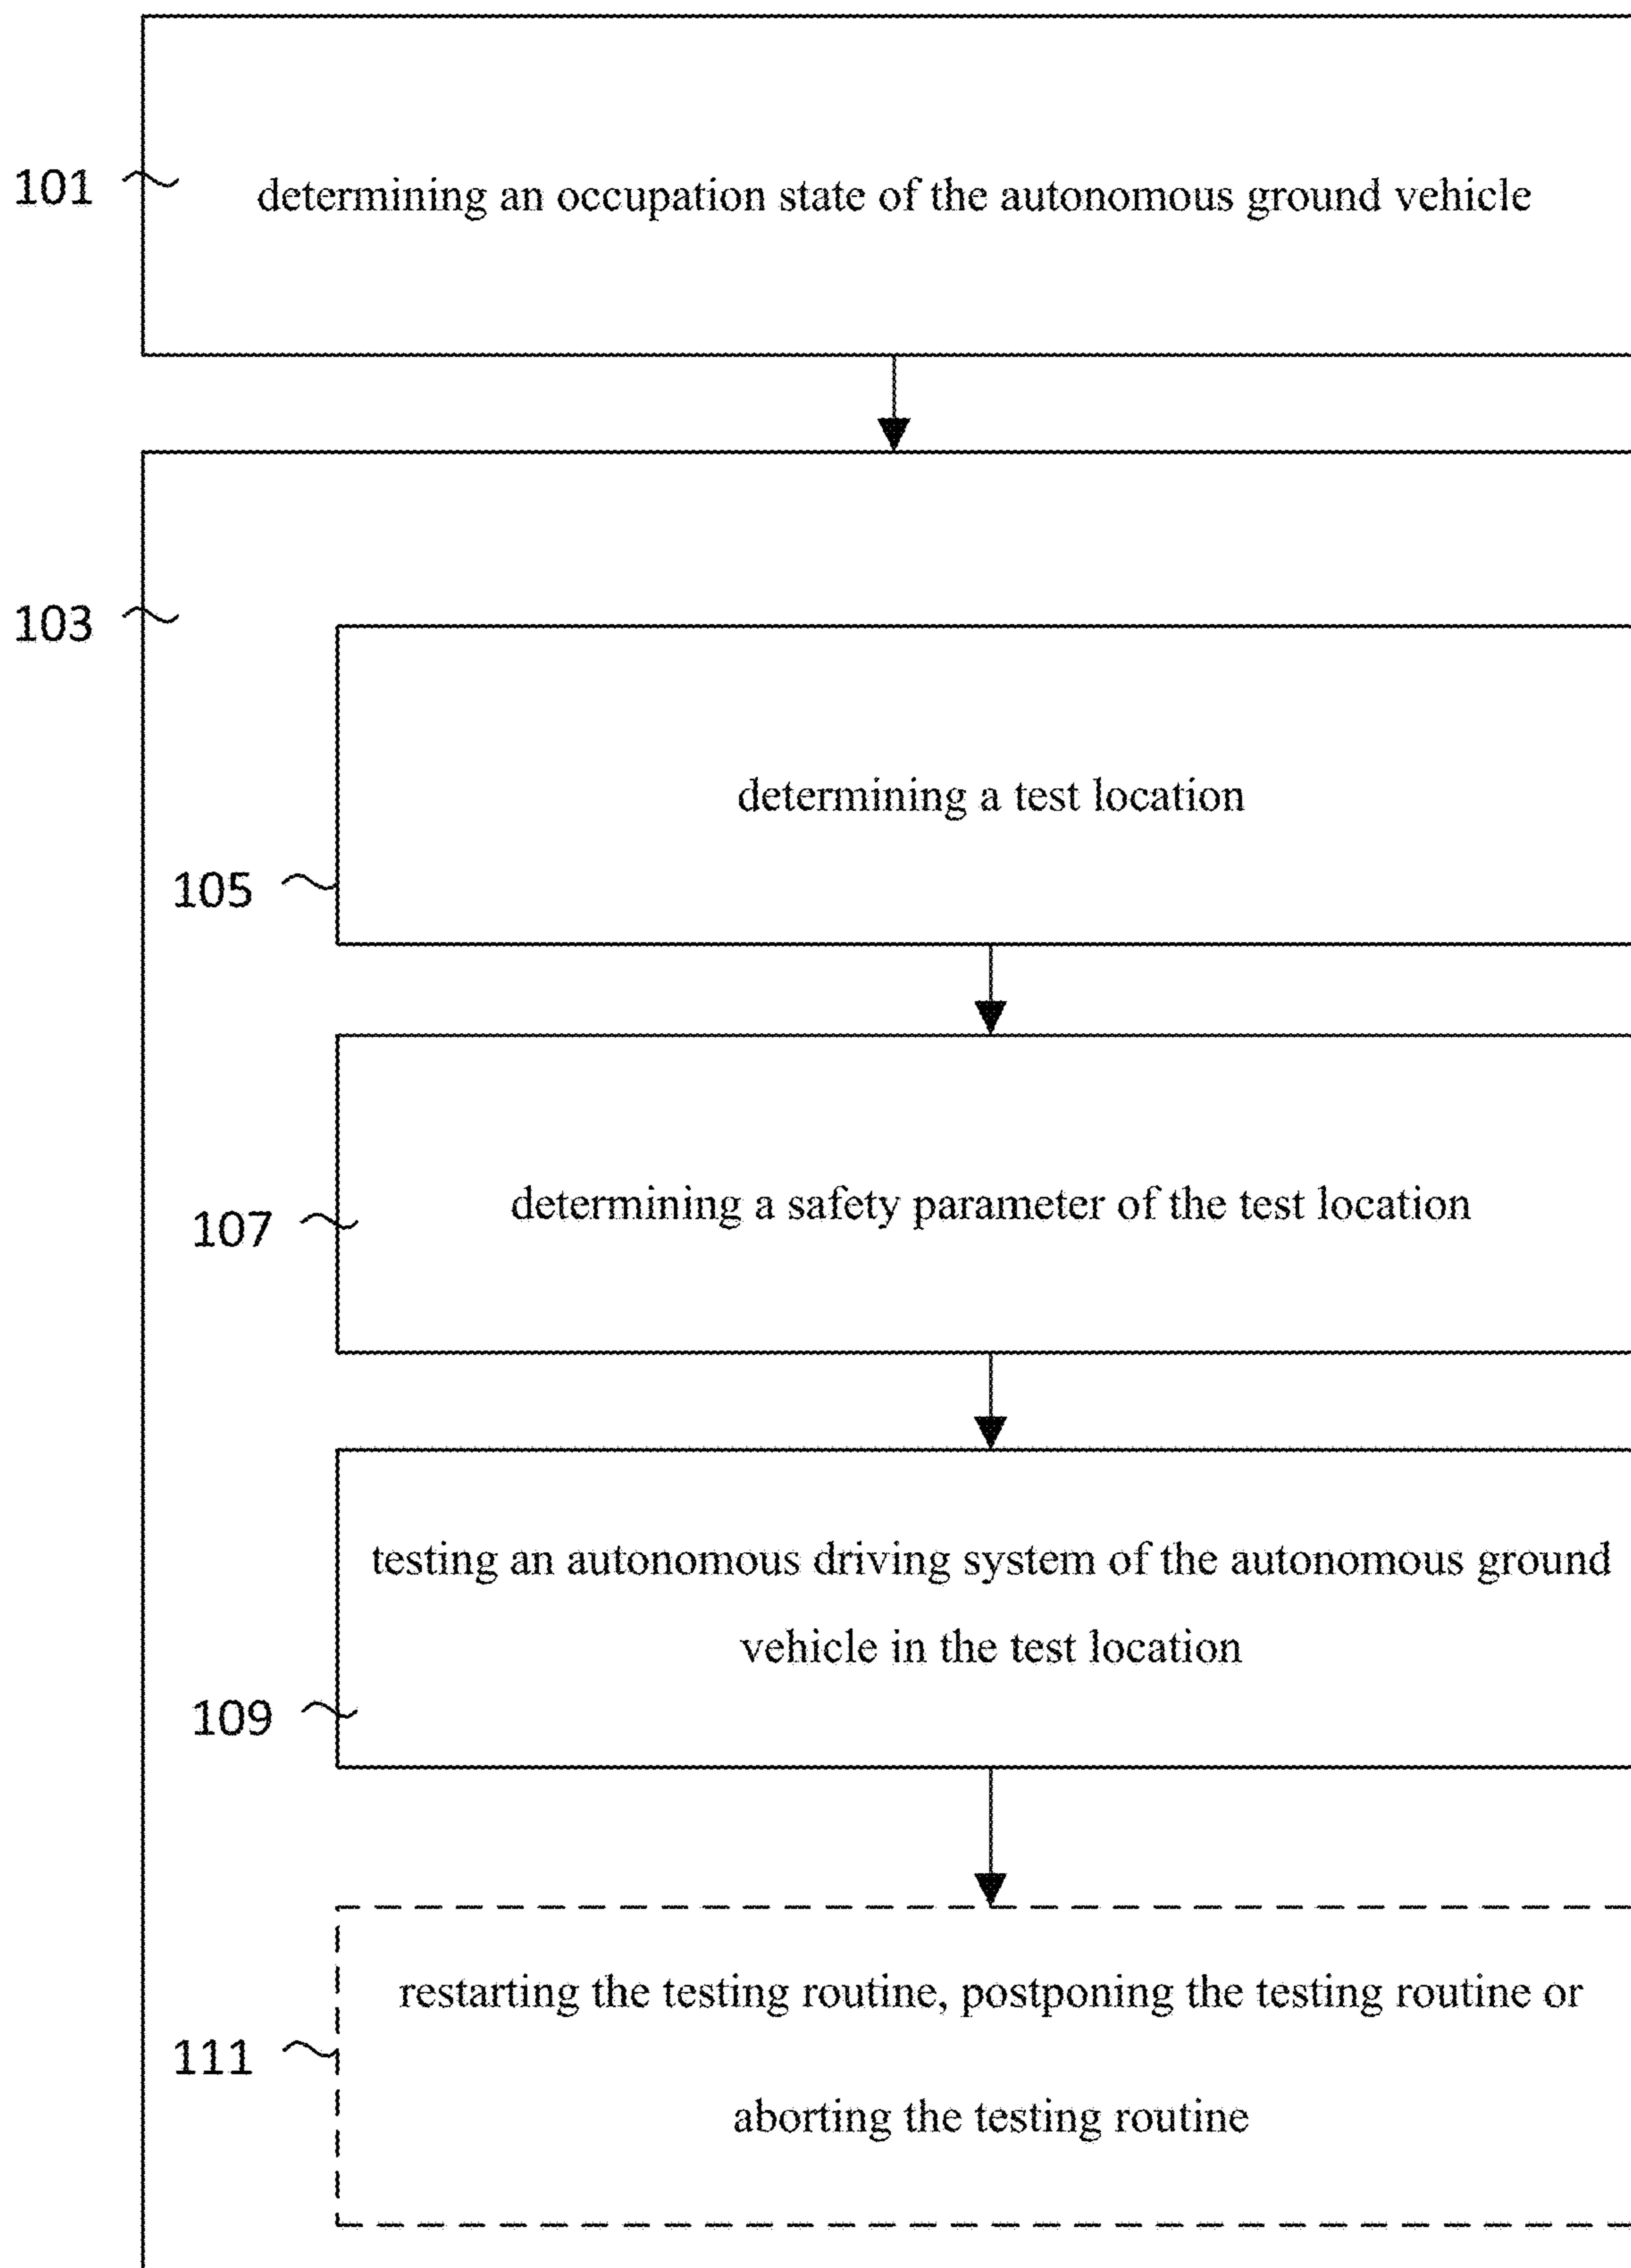 101
determining an occupation state of the autonomous ground vehicle
103
determining a test location
105
determining a safety parameter of the test location
107
testing an autonomous driving system of the autonomous ground
vehicle in the test location
109
restarting the testing routine, postponing the testing routine or
111
aborting the testing routine